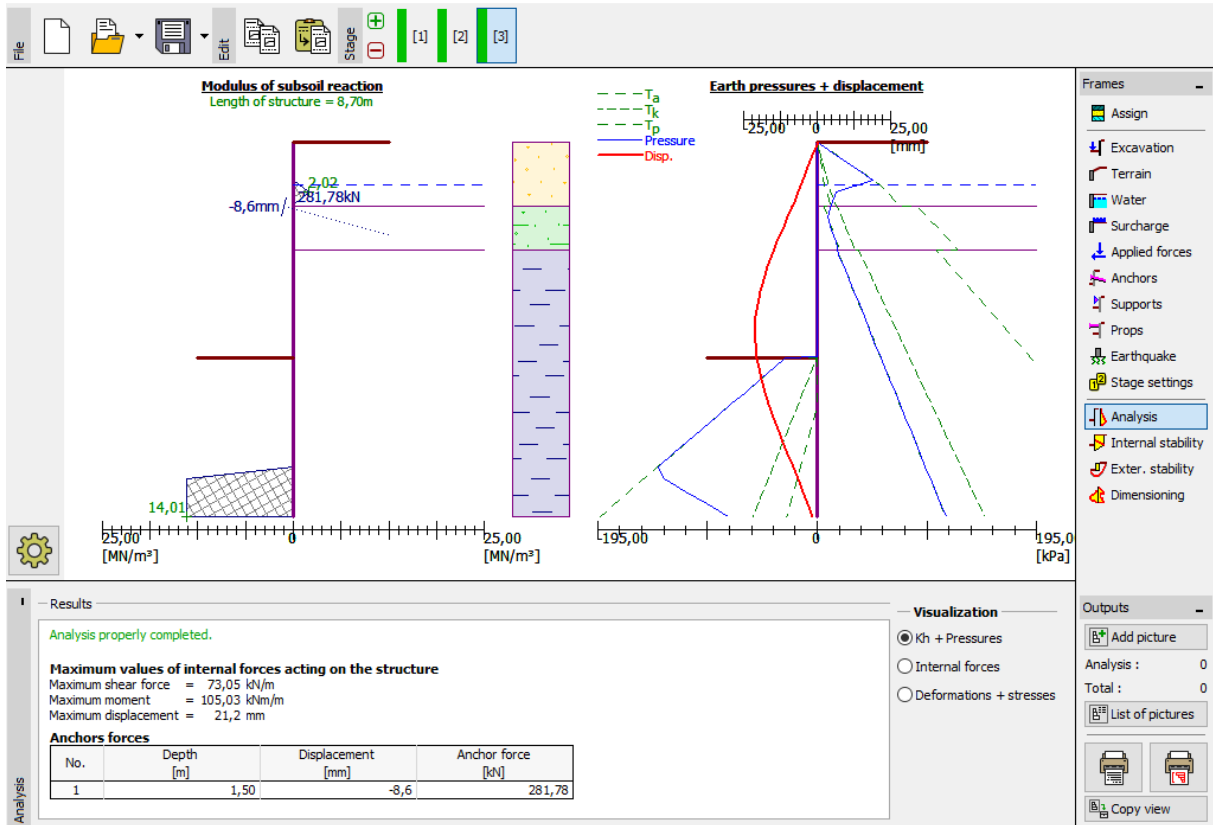 File
Edit
Stage
[1]
[2]
[3]
Modulus of subsoil reaction
Length of structure = 8,70m
2,02
281,78kN
-8,6mm
14,01
25,00
0
25,00
[MN/m³]
[MN/m³]
Ta
Tk
Tp
Pressure
Disp.
Earth pressures + displacement
25,00
0
25,00
[mm]
195,00
0
195,0
[kPa]
Frames
Assign
Excavation
Terrain
Water
Surcharge
Applied forces
Anchors
Supports
Props
Earthquake
Stage settings
Analysis
Internal stability
Exter. stability
Dimensioning
Analysis
Results
Analysis properly completed.
Maximum values of internal forces acting on the structure
Maximum shear force = 73,05 kN/m
Maximum moment = 105,03 kNm/m
Maximum displacement = 21,2 mm
Anchors forces
No. Depth Displacement Anchor force
[m] [mm] [kN]
1 1,50 -8,6 281,78
Visualization
Kh + Pressures
Internal forces
Deformations + stresses
Outputs
Add picture
Analysis : 0
Total : 0
List of pictures
Copy view